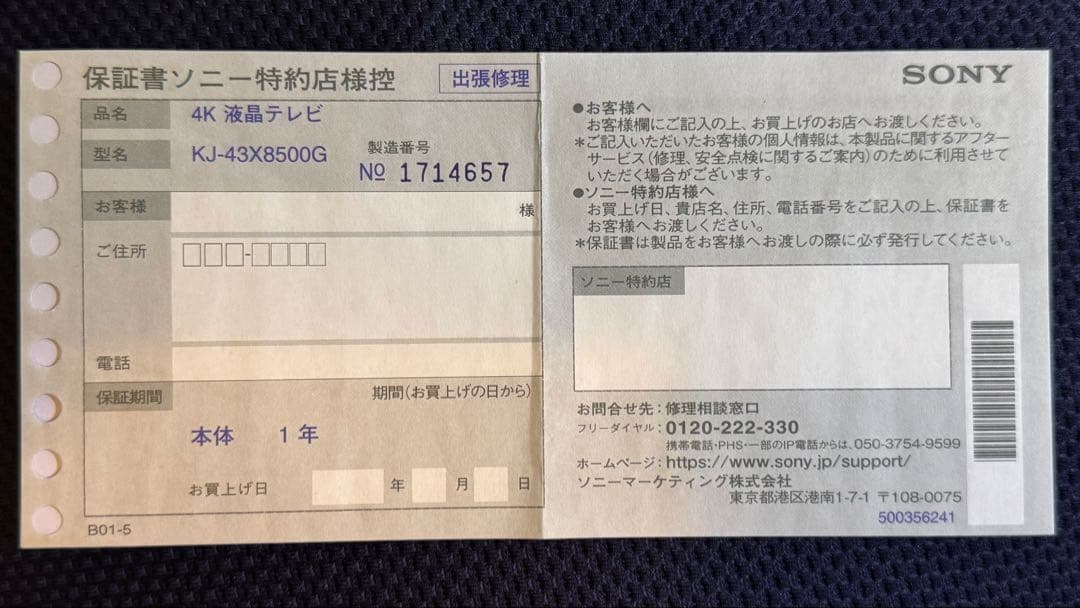 保証書ソニー特約店様控
出張修理
品名 4K 液晶テレビ
型名 KJ-43X8500G
製造番号
№ 1714657
お客様 様
ご住所 □□□-□□□□
電話
保証期間 期間(お買上げの日から)
本体 1年
お買上げ日 年 月 日
B01-5
SONY
●お客様へ
お客様欄にご記入の上、お買上げのお店へお渡しください。
*ご記入いただいたお客様の個人情報は、本製品に関するアフター
サービス(修理、安全点検に関するご案内)のために利用させて
いただく場合がございます。
●ソニー特約店様へ
お買上げ日、貴店名、住所、電話番号をご記入の上、保証書を
お客様へお渡しください。
*保証書は製品をお客様へお渡しの際に必ず発行してください。
ソニー特約店
お問合せ先:修理相談窓口
フリーダイヤル:0120-222-330
携帯電話・PHS・一部のIP電話からは、050-3754-9599
ホームページ:https://www.sony.jp/support/
ソニーマーケティング株式会社
東京都港区港南1-7-1 〒108-0075
500356241